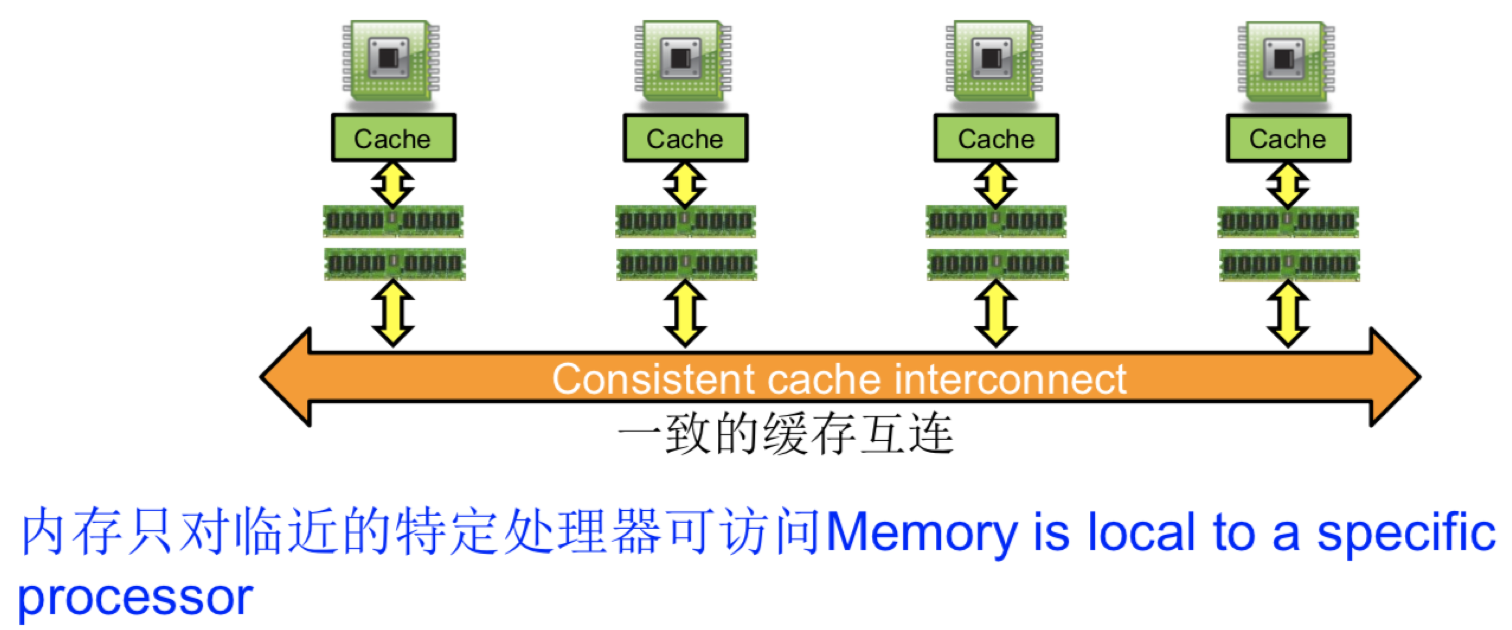 Cache Cache Cache Cache
Consistent cache interconnect
一致的缓存互连
内存只对临近的特定处理器可访问Memory is local to a specific
processor